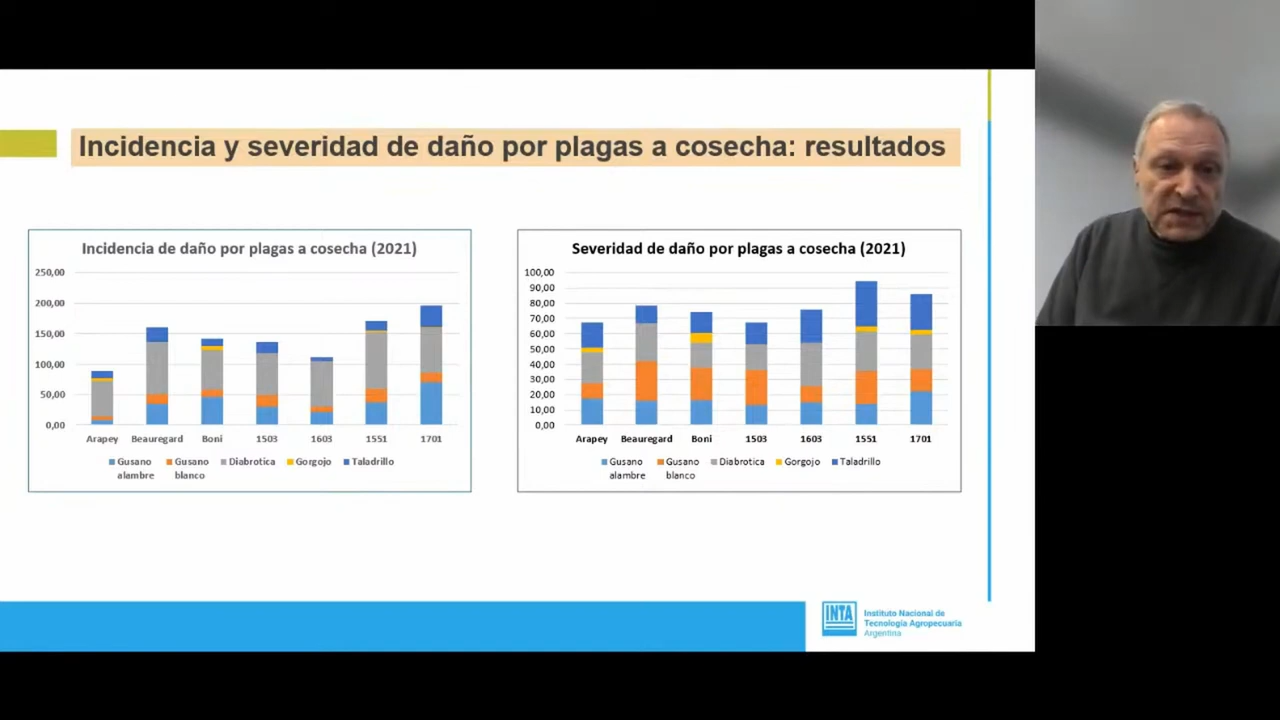 Incidencia y severidad de daño por plagas a cosecha: resultados
Incidencia de daño por plagas a cosecha (2021)
250,00
200,00
150,00
100,00
50,00
0,00
Arapey Beauregard Boni 1503 1603 1551 1701
Gusano alambre Gusano blanco Diabrotica Gorgojo Taladrillo
Severidad de daño por plagas a cosecha (2021)
100,00
90,00
80,00
70,00
60,00
50,00
40,00
30,00
20,00
10,00
0,00
Arapey Beauregard Boni 1503 1603 1551 1701
Gusano alambre Gusano blanco Diabrotica Gorgojo Taladrillo
INTA
Instituto Nacional de
Tecnología Agropecuaria
Argentina